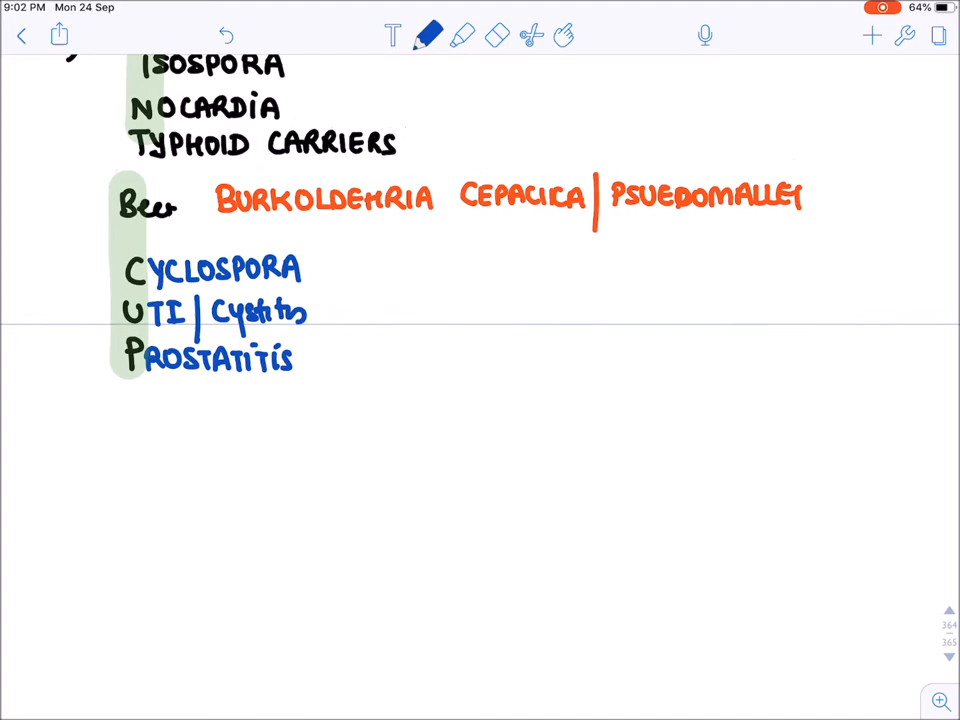 9:02 PM Mon 24 Sep 64%
T
ISOSPORA
NOCARDIA
TYPHOID CARRIERS
Beer BURKOLDEHRIA CEPACICA | PSUEDOMALLEI
CYCLOSPORA
UTI | Cystitis
PROSTATITIS
364
365